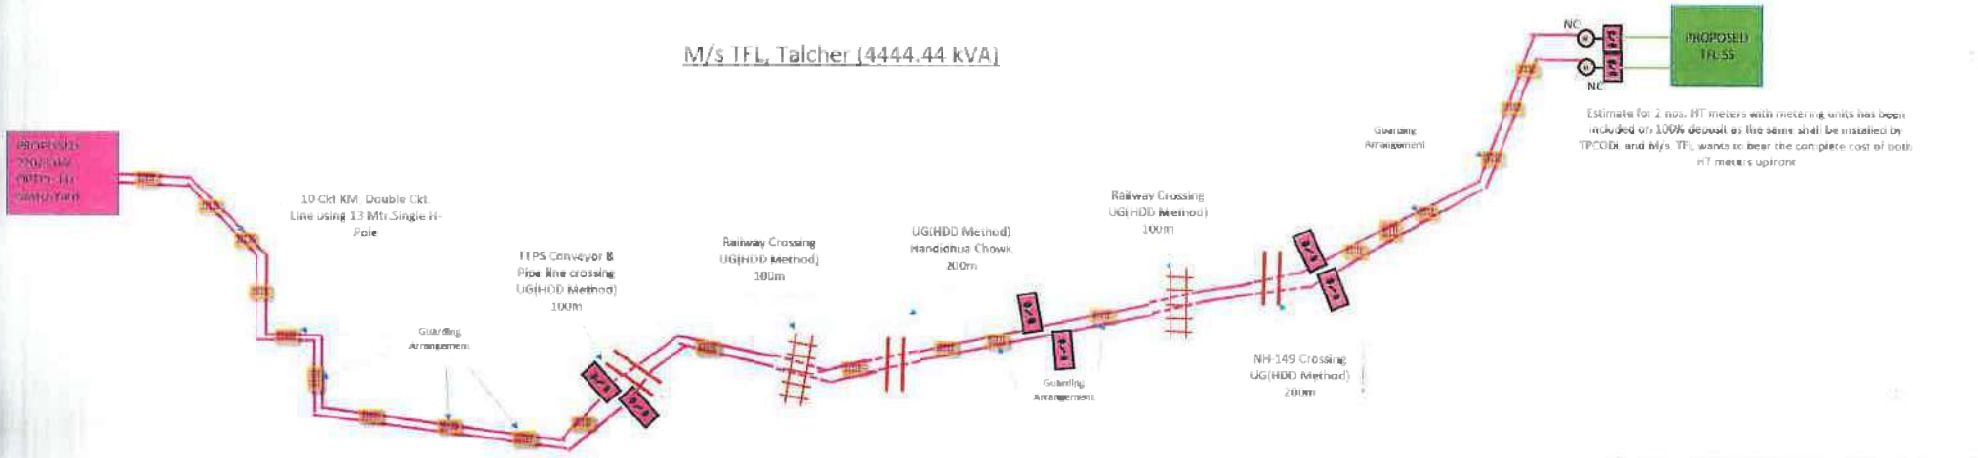 M/s TFL, Talcher (4444.44 kVA)
NC
NC
PROPOSED
TFL SS
Estimate for 2 nos. HT meters with metering units has been
included on 100% deposit as the same shall be installed by
TPCODL and M/s. TFL wants to bear the complete cost of both
HT meters upfront
Guarding
Arrangement
PROPOSED
10 Ckt KM Double Ckt.
Line using 13 Mtr.Single H-
Pole
Guarding
Arrangement
TTPS Conveyor &
Pipe line crossing
UG(HDD Method)
100m
Railway Crossing
UG(HDD Method)
100m
UG(HDD Method)
Handidhua Chowk
200m
Guarding
Arrangement
Railway Crossing
UG(HDD Method)
100m
NH-149 Crossing
UG(HDD Method)
200m